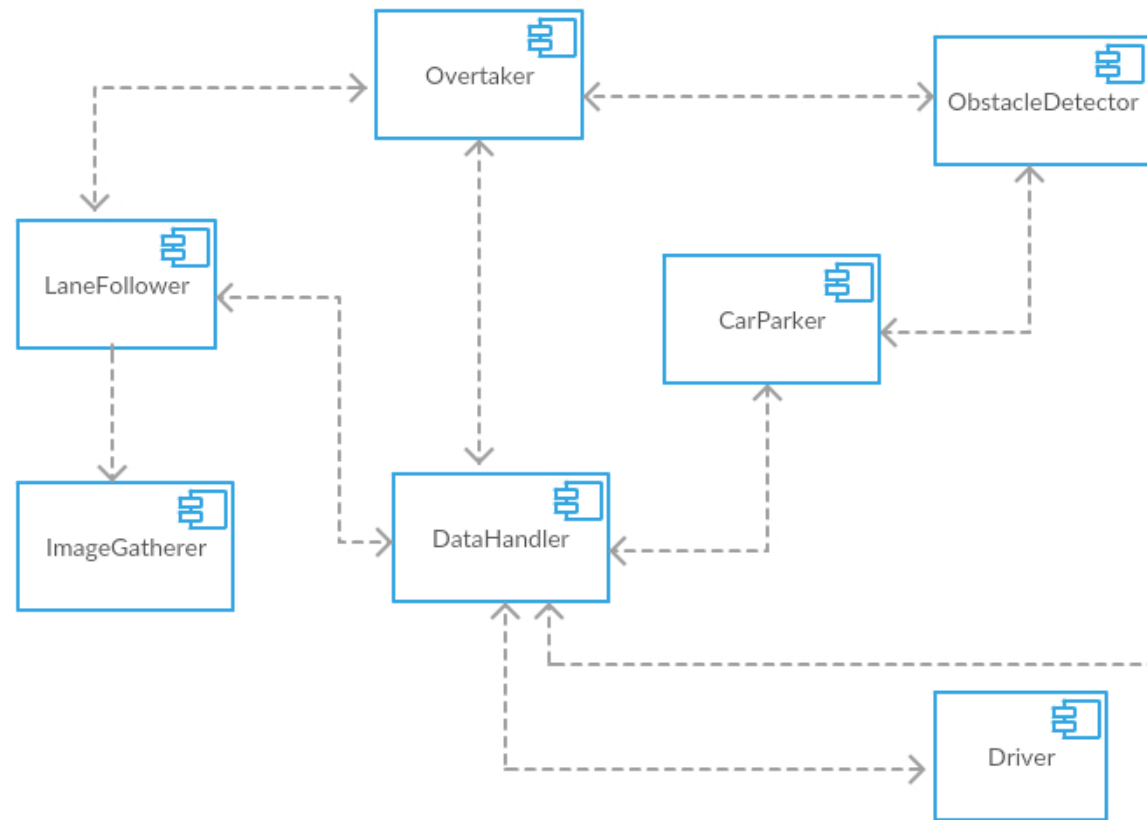 Overtaker
ObstacleDetector
LaneFollower
CarParker
ImageGatherer
DataHandler
Driver